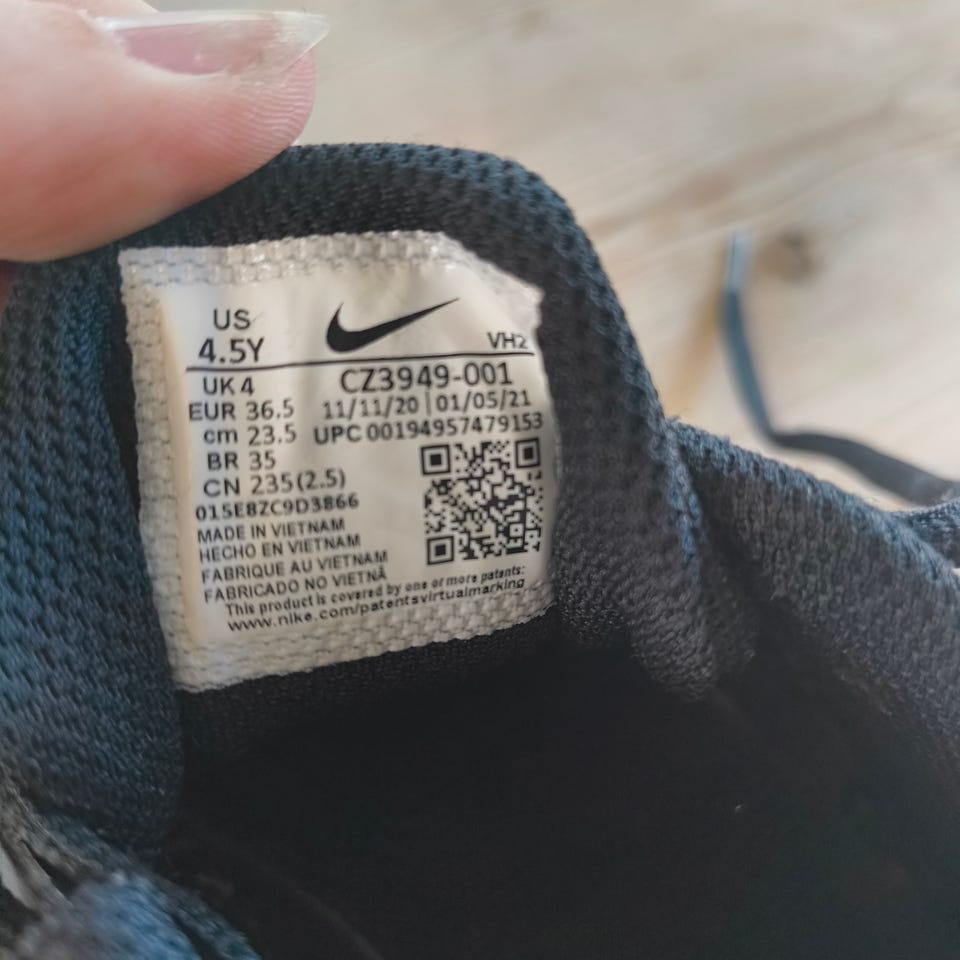 US
4.5Y
VH2
UK 4
CZ3949-001
EUR 36.5
11/11/20 | 01/05/21
cm 23.5
UPC 00194957479153
BR 35
CN 235(2.5)
015E8ZC9D3866
MADE IN VIETNAM
HECHO EN VIETNAM
FABRIQUE AU VIETNAM
FABRICADO NO VIETNÃ
This product is covered by one or more patents:
www.nike.com/patentsvirtualmarking